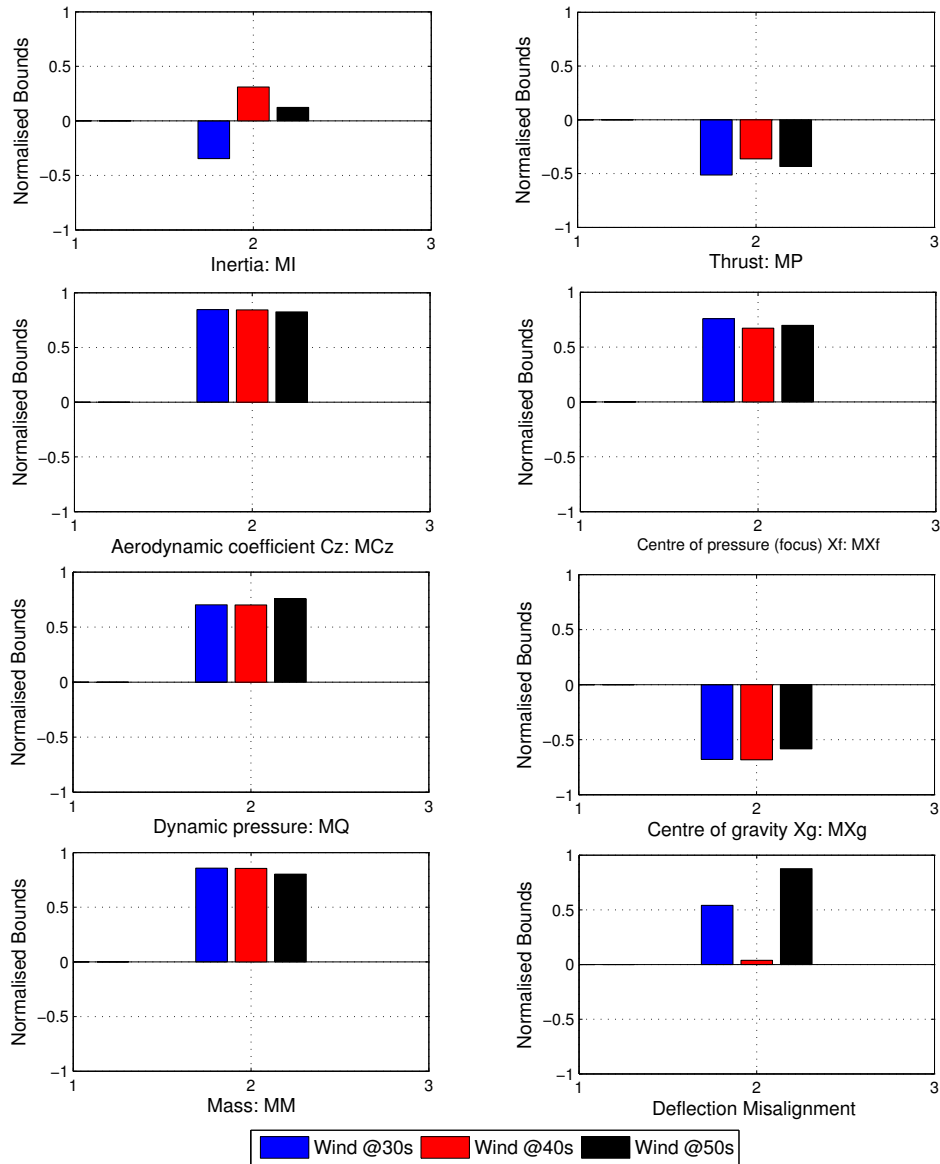 1
0.5
0
−0.5
−1
1 2 3
Normalised Bounds
Inertia: MI
1
0.5
0
−0.5
−1
1 2 3
Normalised Bounds
Thrust: MP
1
0.5
0
−0.5
−1
1 2 3
Normalised Bounds
Aerodynamic coefficient Cz: MCz
1
0.5
0
−0.5
−1
1 2 3
Normalised Bounds
Centre of pressure (focus) Xf: MXf
1
0.5
0
−0.5
−1
1 2 3
Normalised Bounds
Dynamic pressure: MQ
1
0.5
0
−0.5
−1
1 2 3
Normalised Bounds
Centre of gravity Xg: MXg
1
0.5
0
−0.5
−1
1 2 3
Normalised Bounds
Mass: MM
1
0.5
0
−0.5
−1
1 2 3
Normalised Bounds
Deflection Misalignment
Wind @30s Wind @40s Wind @50s